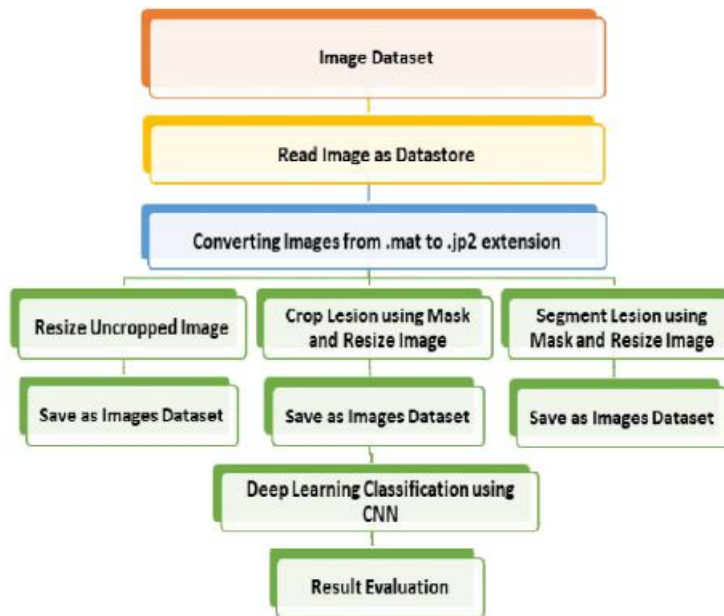 Image Dataset
Read Image as Datastore
Converting Images from .mat to .jp2 extension
Resize Uncropped Image
Crop Lesion using Mask
and Resize Image
Segment Lesion using
Mask and Resize Image
Save as Images Dataset
Save as Images Dataset
Save as Images Dataset
Deep Learning Classification using
CNN
Result Evaluation